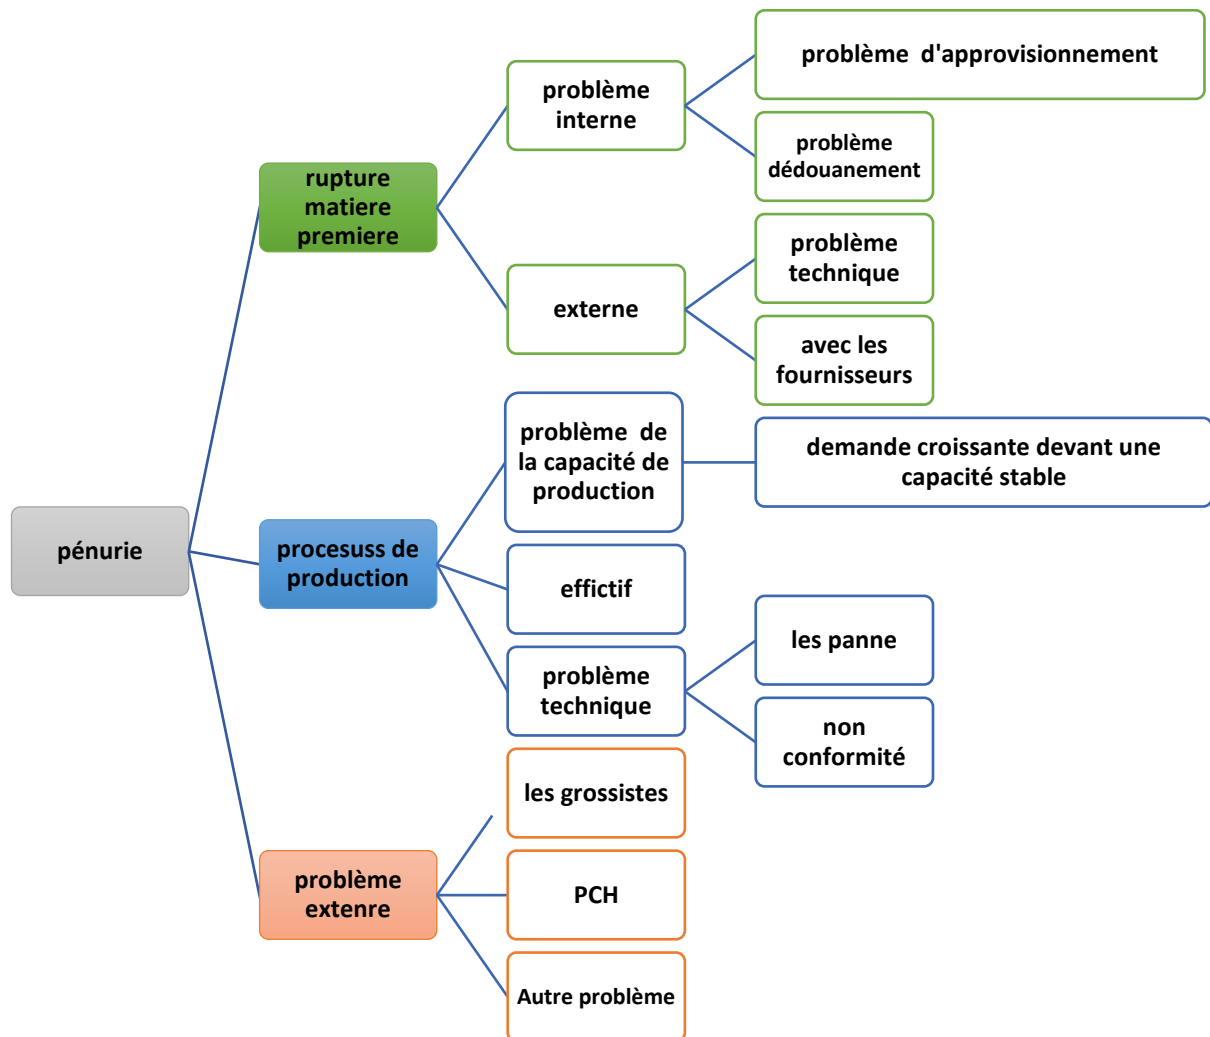 pénurie
rupture
matiere
premiere
problème
interne
problème d'approvisionnement
problème
dédouanement
externe
problème
technique
avec les
fournisseurs
procesuss de
production
problème de
la capacité de
production
demande croissante devant une
capacité stable
effictif
problème
technique
les panne
non
conformité
problème
extenre
les grossistes
PCH
Autre problème